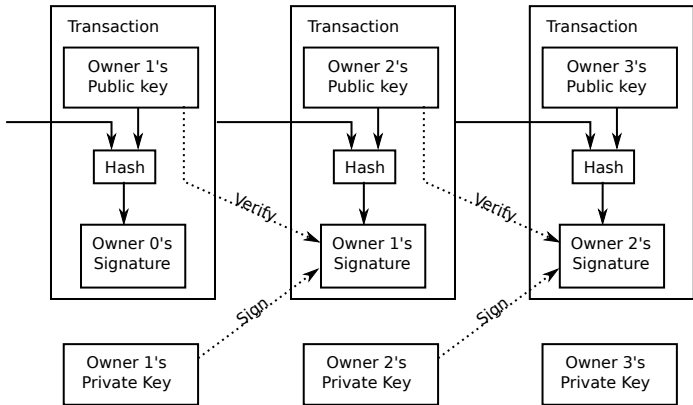 Transaction
Owner 1's
Public key
Hash
Owner 0's
Signature
Transaction
Owner 2's
Public key
Hash
Verify
Owner 1's
Signature
Transaction
Owner 3's
Public key
Hash
Verify
Owner 2's
Signature
Sign
Sign
Owner 1's
Private Key
Owner 2's
Private Key
Owner 3's
Private Key